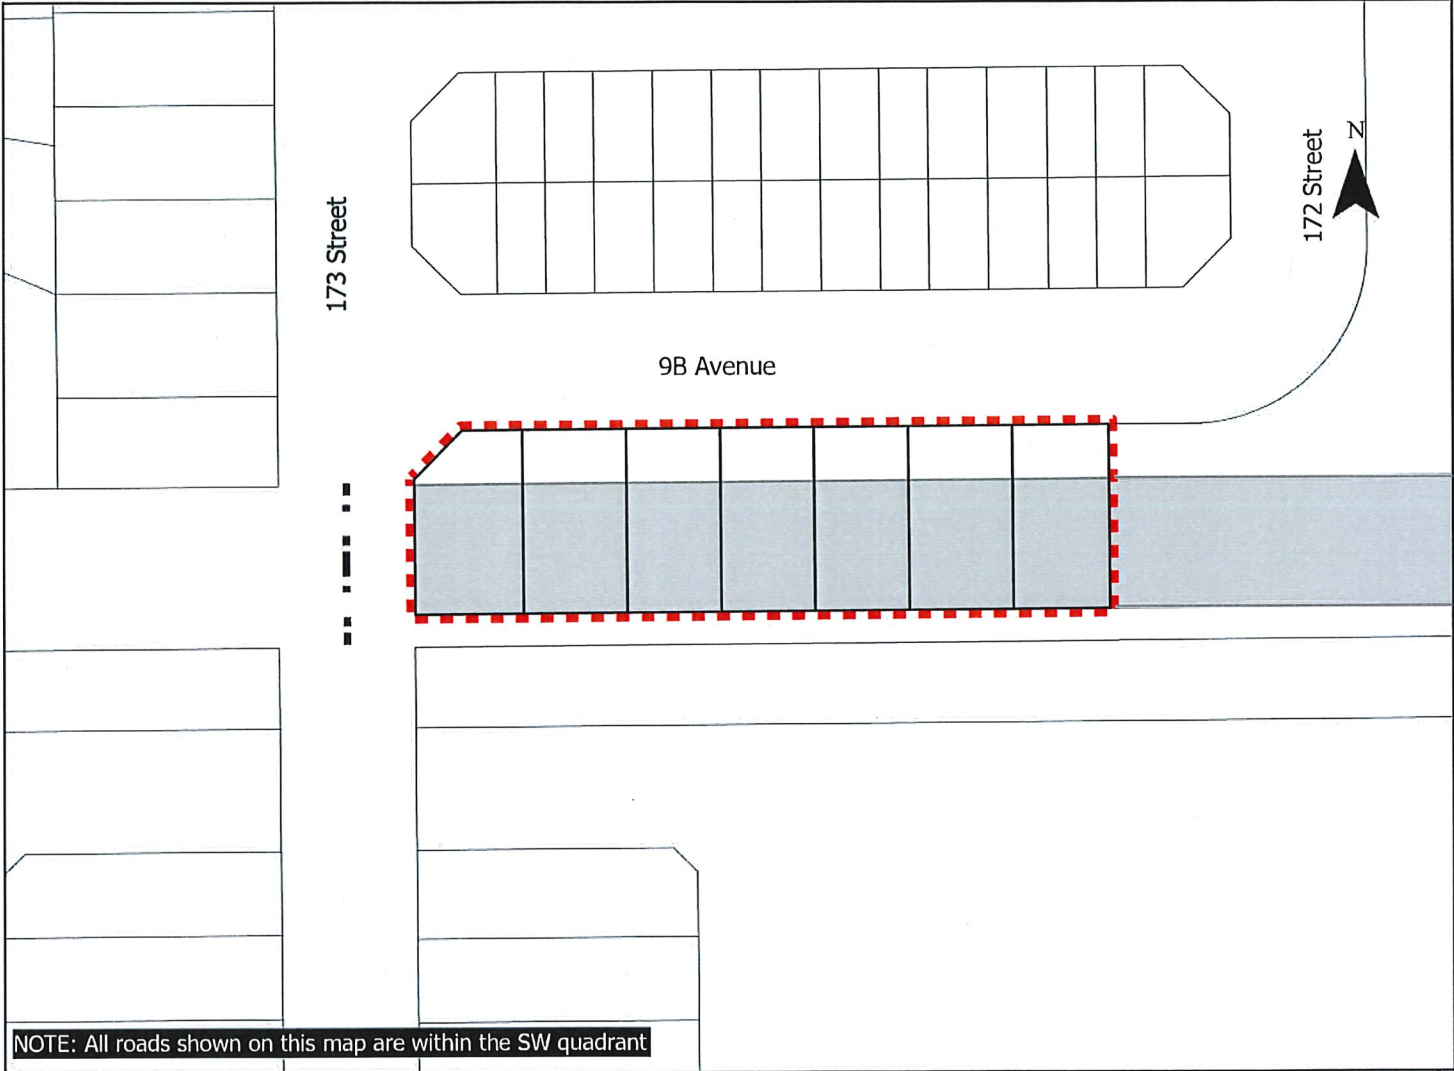 N
172 Street
173 Street
9B Avenue
NOTE: All roads shown on this map are within the SW quadrant